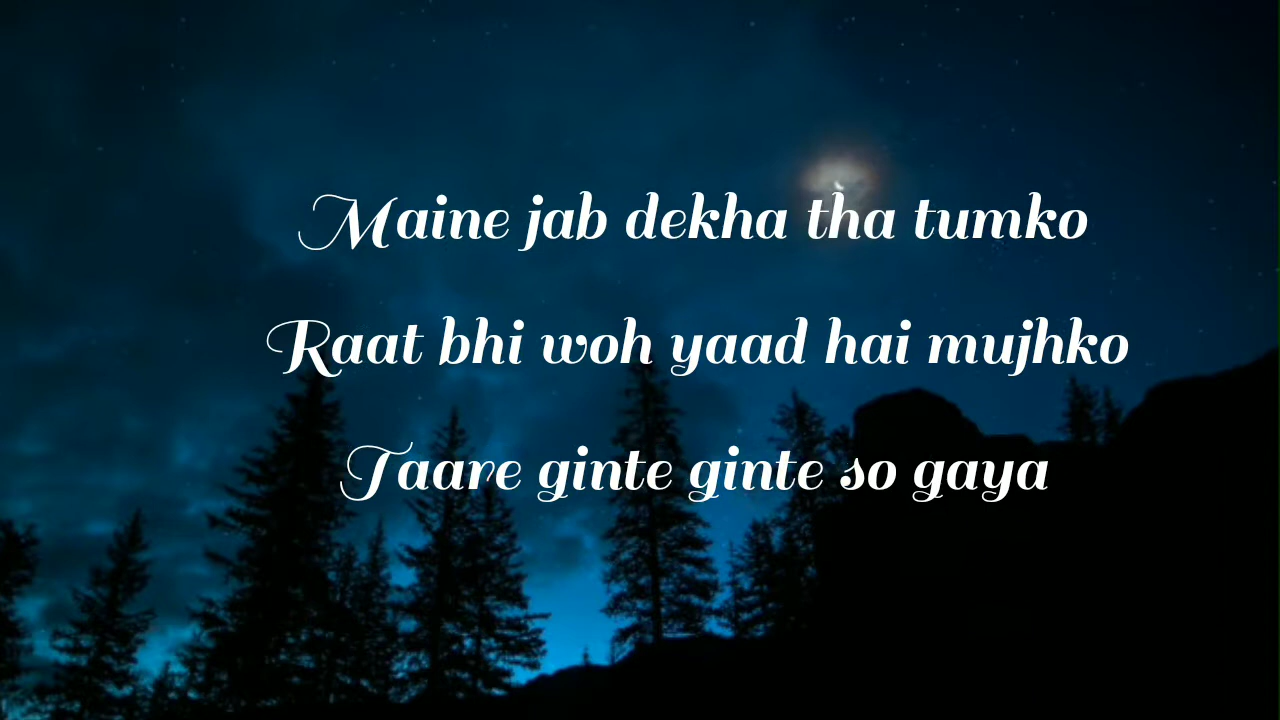 Maine jab dekha tha tumko
Raat bhi woh yaad hai mujhko
Taare ginte ginte so gaya